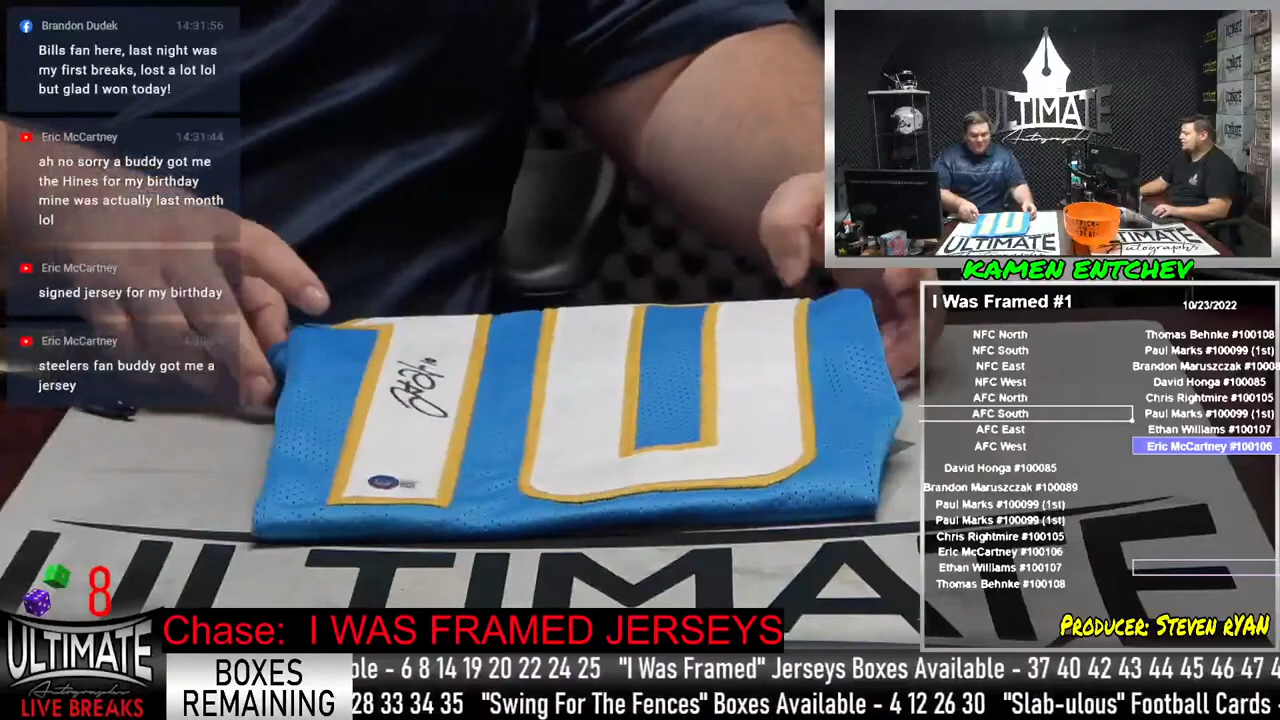 Brandon Dudek 14:31:56
Bills fan here, last night was
my first breaks, lost a lot lol
but glad I won today!
Eric McCartney 14:31:44
ah no sorry a buddy got me
the Hines for my birthday
mine was actually last month
lol
Eric McCartney
signed jersey for my birthday
Eric McCartney
steelers fan buddy got me a
jersey
10
ULTIMATE
Autographs
ULTIMATE
Autographs
ULTIMATE
KAMEN ENTCHEV
I Was Framed #1 10/23/2022
NFC North Thomas Behnke #100108
NFC South Paul Marks #100099 (1st)
NFC East Brandon Maruszczak #10008
NFC West David Honga #100085
AFC North Chris Rightmire #100105
AFC South Paul Marks #100099 (1st)
AFC East Ethan Williams #100107
AFC West Eric McCartney #100106
David Honga #100085
Brandon Maruszczak #100089
Paul Marks #100099 (1st)
Paul Marks #100099 (1st)
Chris Rightmire #100105
Eric McCartney #100106
Ethan Williams #100107
Thomas Behnke #100108
PRODUCER: STEVEN RYAN
ULTIMATE
8
ULTIMATE
Autographs
LIVE BREAKS
Chase: I WAS FRAMED JERSEYS
BOXES
REMAINING
ble - 6 8 14 19 20 22 24 25 "I Was Framed" Jerseys Boxes Available - 37 40 42 43 44 45 46 47 4
28 33 34 35 "Swing For The Fences" Boxes Available - 4 12 26 30 "Slab-ulous" Football Cards